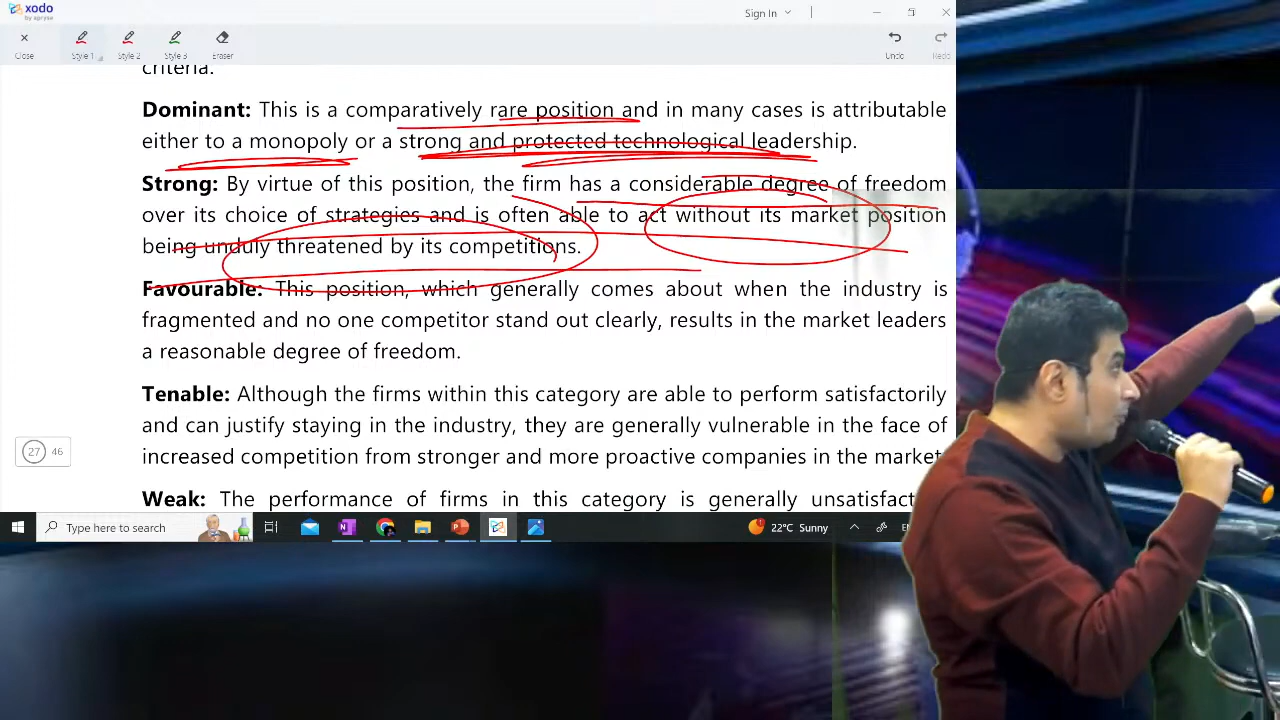 xodo
by apryse
Sign In
Close
Style 1
Style 2
Style 3
Eraser
Undo
Redo
criteria.
Dominant: This is a comparatively rare position and in many cases is attributable
either to a monopoly or a strong and protected technological leadership.
Strong: By virtue of this position, the firm has a considerable degree of freedom
over its choice of strategies and is often able to act without its market position
being unduly threatened by its competitions.
Favourable: This position, which generally comes about when the industry is
fragmented and no one competitor stand out clearly, results in the market leaders
a reasonable degree of freedom.
Tenable: Although the firms within this category are able to perform satisfactorily
and can justify staying in the industry, they are generally vulnerable in the face of
increased competition from stronger and more proactive companies in the market
27 46
Weak: The performance of firms in this category is generally
Type here to search
22°C Sunny